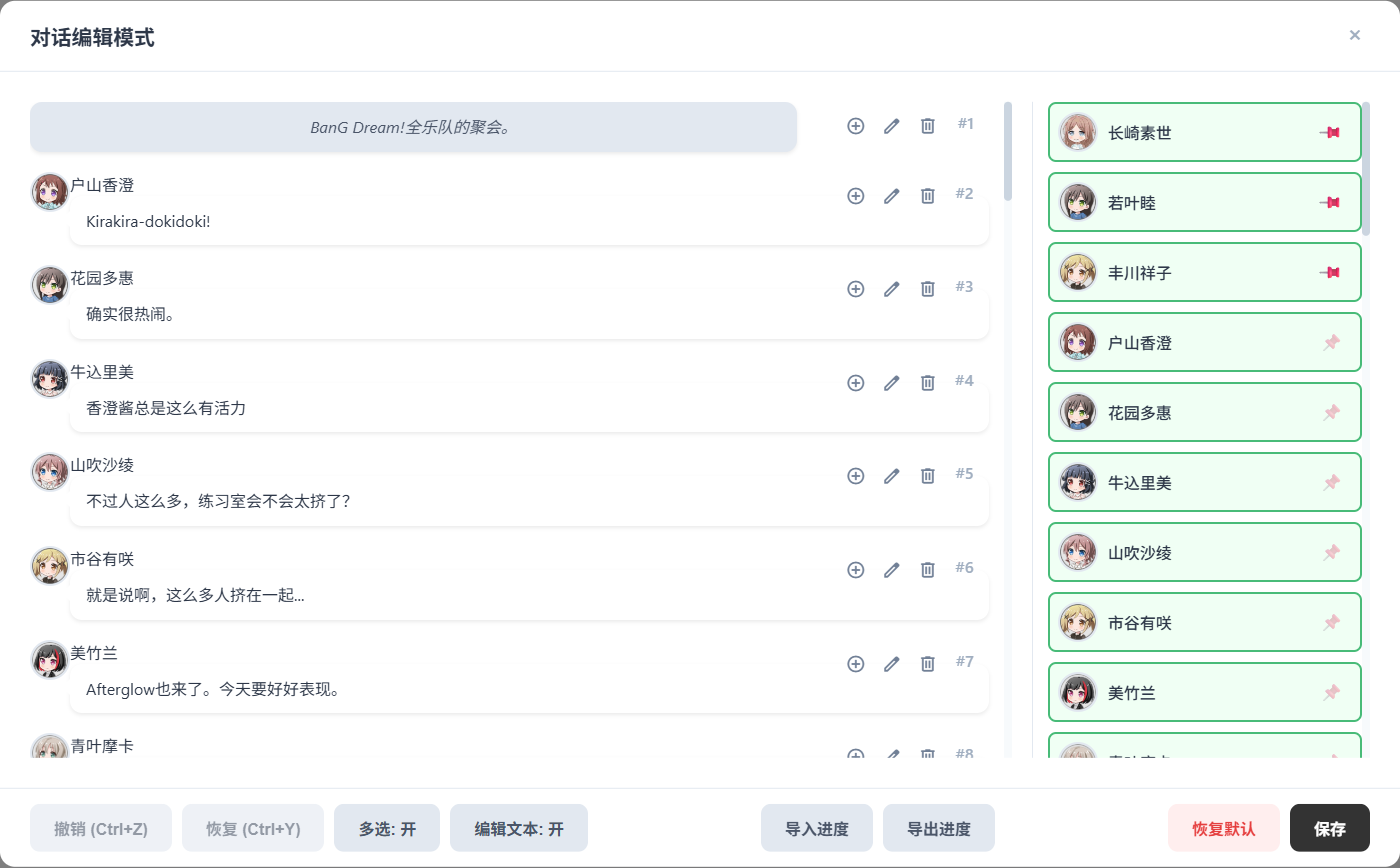 对话编辑模式
×
BanG Dream!全乐队的聚会。
#1
户山香澄
#2
Kirakira-dokidoki!
花园多惠
#3
确实很热闹。
牛込里美
#4
香澄酱总是这么有活力
山吹沙绫
#5
不过人这么多，练习室会不会太挤了？
市谷有咲
#6
就是说啊，这么多人挤在一起...
美竹兰
#7
Afterglow也来了。今天要好好表现。
青叶摩卡
#8
长崎素世
若叶睦
丰川祥子
户山香澄
花园多惠
牛込里美
山吹沙绫
市谷有咲
美竹兰
撤销 (Ctrl+Z)
恢复 (Ctrl+Y)
多选: 开
编辑文本: 开
导入进度
导出进度
恢复默认
保存